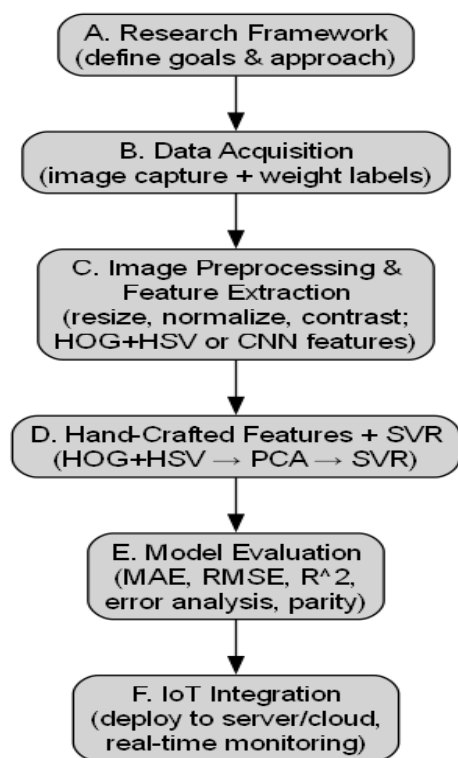 A. Research Framework
(define goals & approach)
B. Data Acquisition
(image capture + weight labels)
C. Image Preprocessing &
Feature Extraction
(resize, normalize, contrast;
HOG+HSV or CNN features)
D. Hand-Crafted Features + SVR
(HOG+HSV → PCA → SVR)
E. Model Evaluation
(MAE, RMSE, R^2,
error analysis, parity)
F. IoT Integration
(deploy to server/cloud,
real-time monitoring)